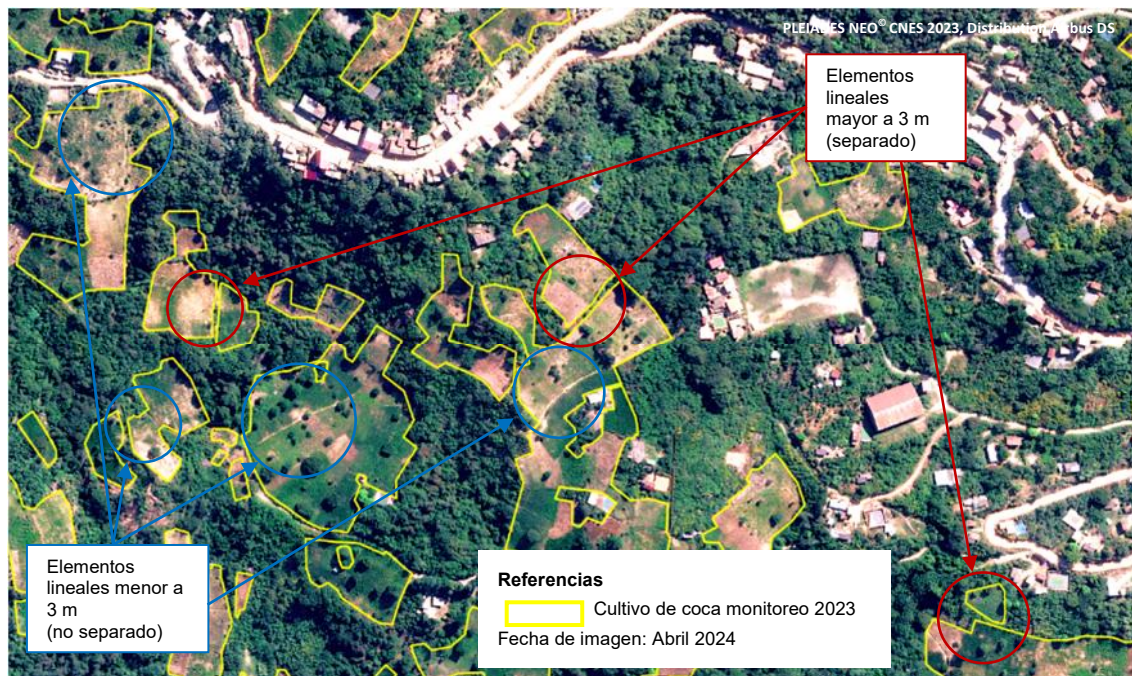 PLEIADES NEO© CNES 2023, Distribution Airbus DS
Elementos
lineales
mayor a 3 m
(separado)
Elementos
lineales menor a
3 m
(no separado)
Referencias
Cultivo de coca monitoreo 2023
Fecha de imagen: Abril 2024